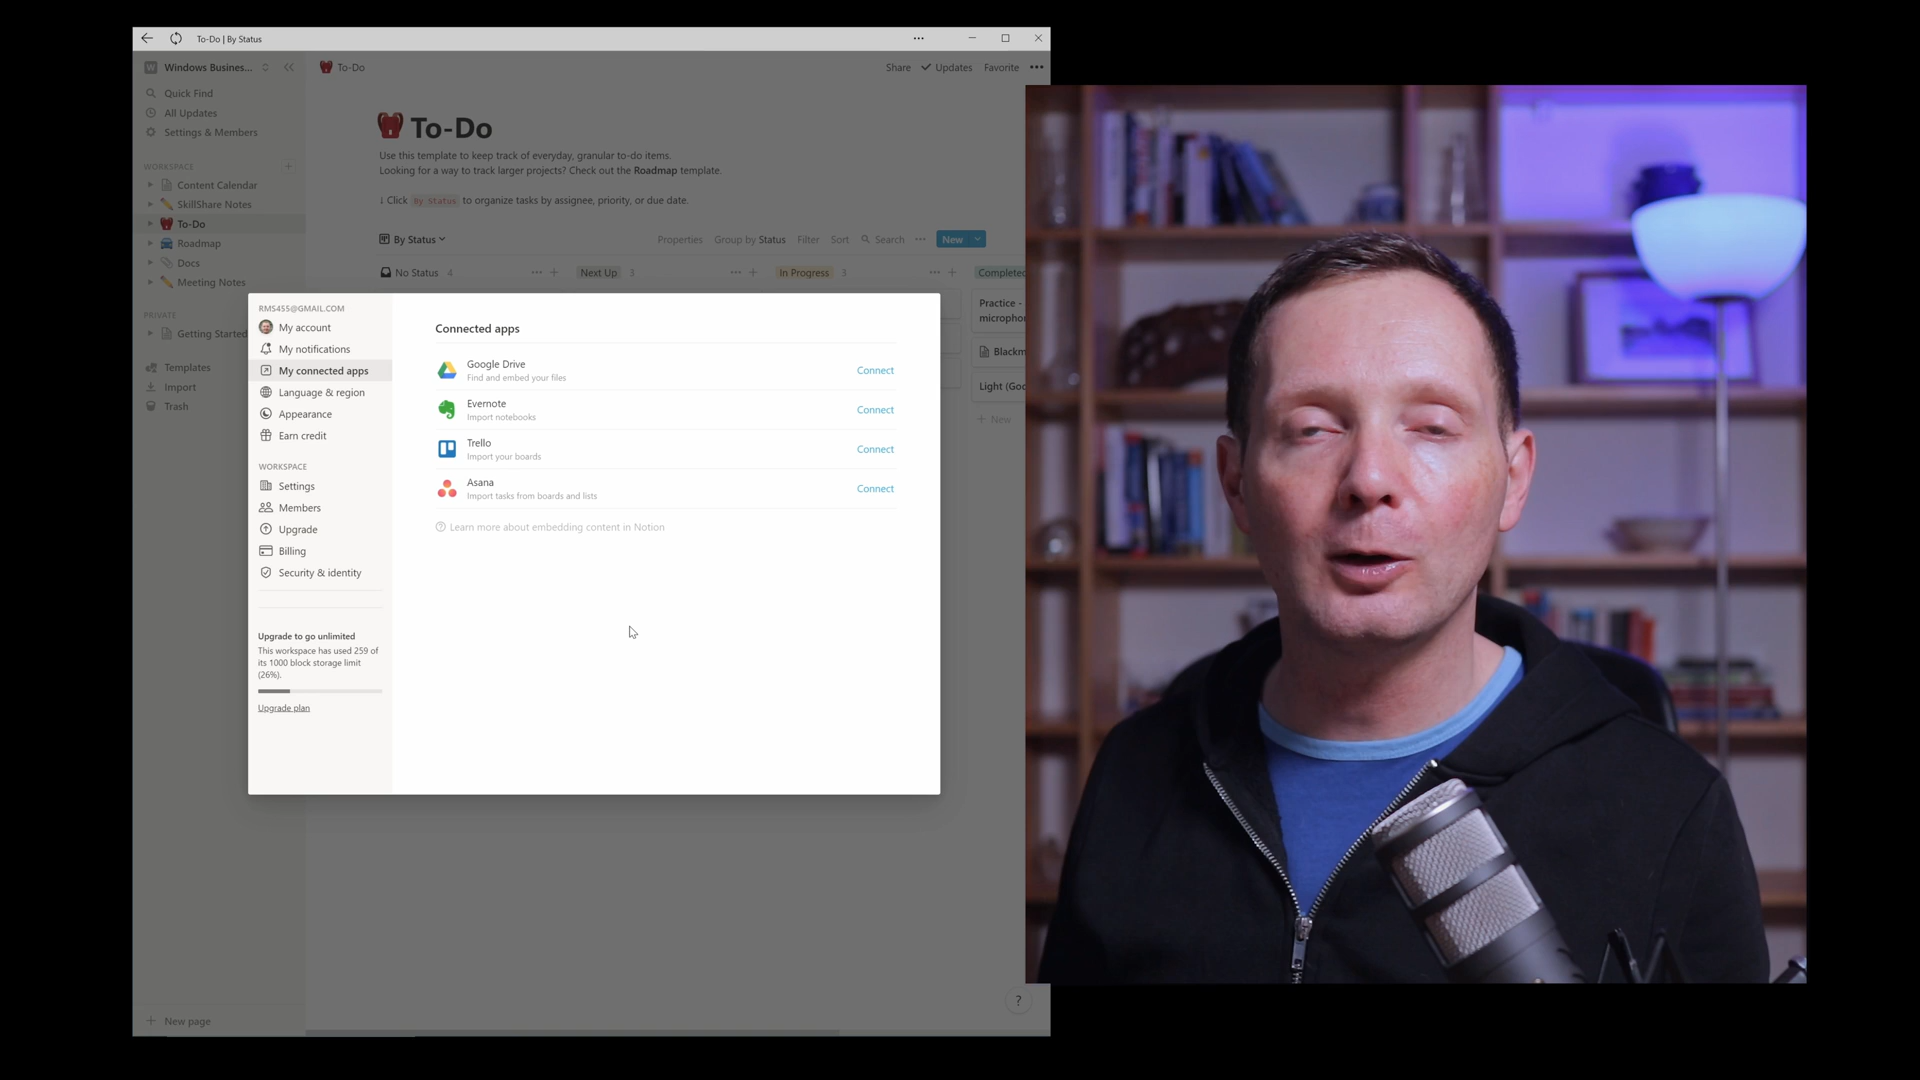 To-Do | By Status
Windows Busines...
Quick Find
All Updates
Settings & Members
WORKSPACE
Content Calendar
SkillShare Notes
To-Do
Roadmap
Docs
Meeting Notes
PRIVATE
Getting Started
Templates
Import
Trash
New page
To-Do
Share
Updates
Favorite
To-Do
Use this template to keep track of everyday, granular to-do items.
Looking for a way to track larger projects? Check out the Roadmap template.
↓ Click By Status to organize tasks by assignee, priority, or due date.
By Status
Properties
Group by Status
Filter
Sort
Search
New
No Status 4
Next Up 3
In Progress 3
Completed
Practice -
microphon
Blackm
Light (Goo
+ New
RMS455@GMAIL.COM
My account
My notifications
My connected apps
Language & region
Appearance
Earn credit
WORKSPACE
Settings
Members
Upgrade
Billing
Security & identity
Upgrade to go unlimited
This workspace has used 259 of
its 1000 block storage limit
(26%).
Upgrade plan
Connected apps
Google Drive
Find and embed your files
Connect
Evernote
Import notebooks
Connect
Trello
Import your boards
Connect
Asana
Import tasks from boards and lists
Connect
Learn more about embedding content in Notion
?